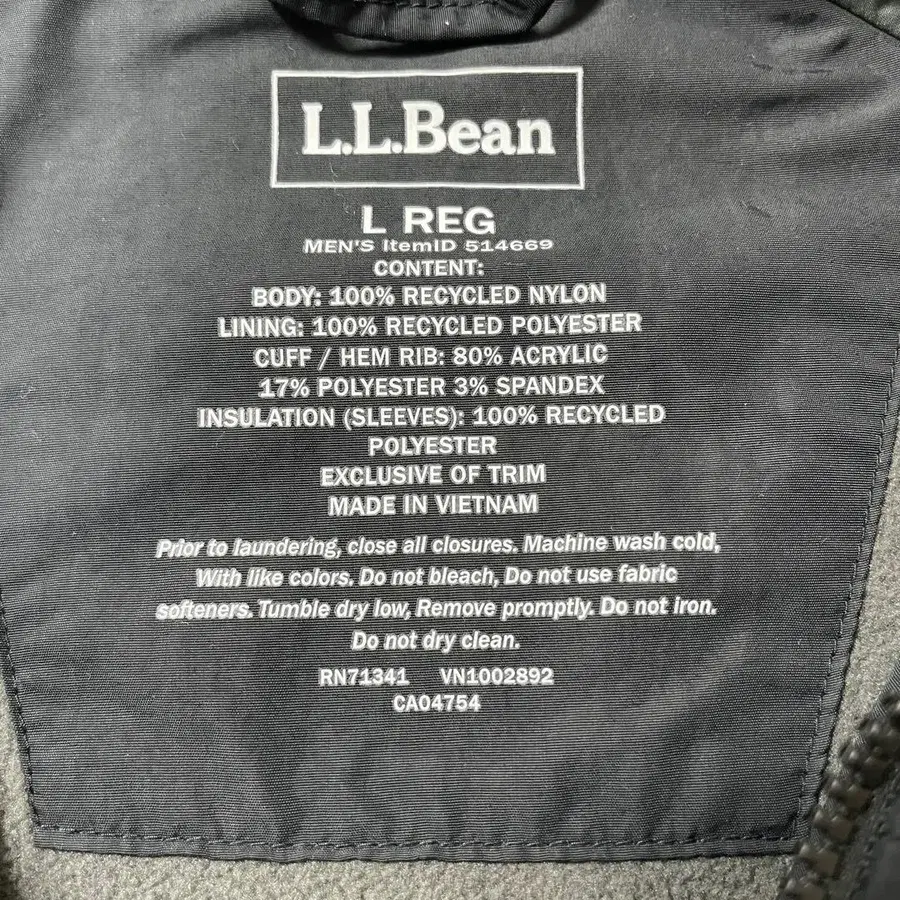 L.L.Bean
L REG
MEN'S ItemID 514669
CONTENT:
BODY: 100% RECYCLED NYLON
LINING: 100% RECYCLED POLYESTER
CUFF / HEM RIB: 80% ACRYLIC
17% POLYESTER 3% SPANDEX
INSULATION (SLEEVES): 100% RECYCLED
POLYESTER
EXCLUSIVE OF TRIM
MADE IN VIETNAM
Prior to laundering, close all closures. Machine wash cold,
With like colors. Do not bleach, Do not use fabric
softeners. Tumble dry low, Remove promptly. Do not iron.
Do not dry clean.
RN71341 VN1002892
CA04754